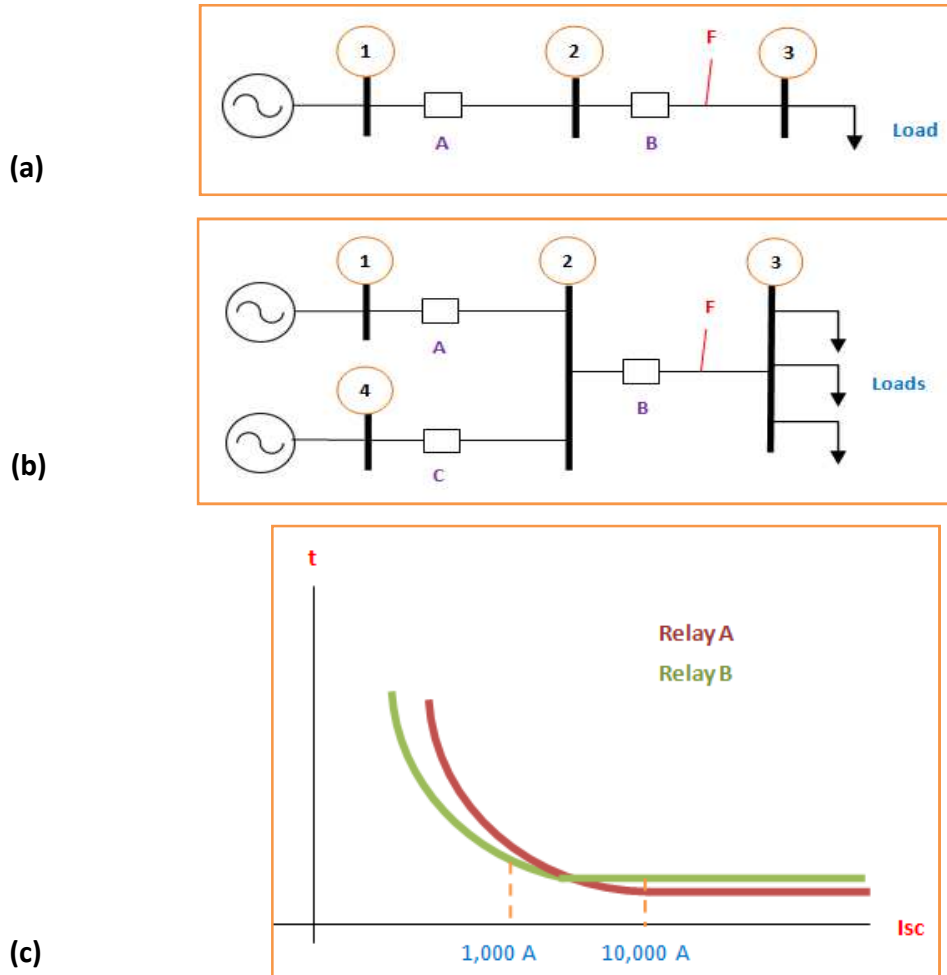 1 2 F 3
A B Load
(a)
1 2 3
F
A
4 B Loads
C
(b)
t
Relay A
Relay B
Isc
1,000 A 10,000 A
(c)